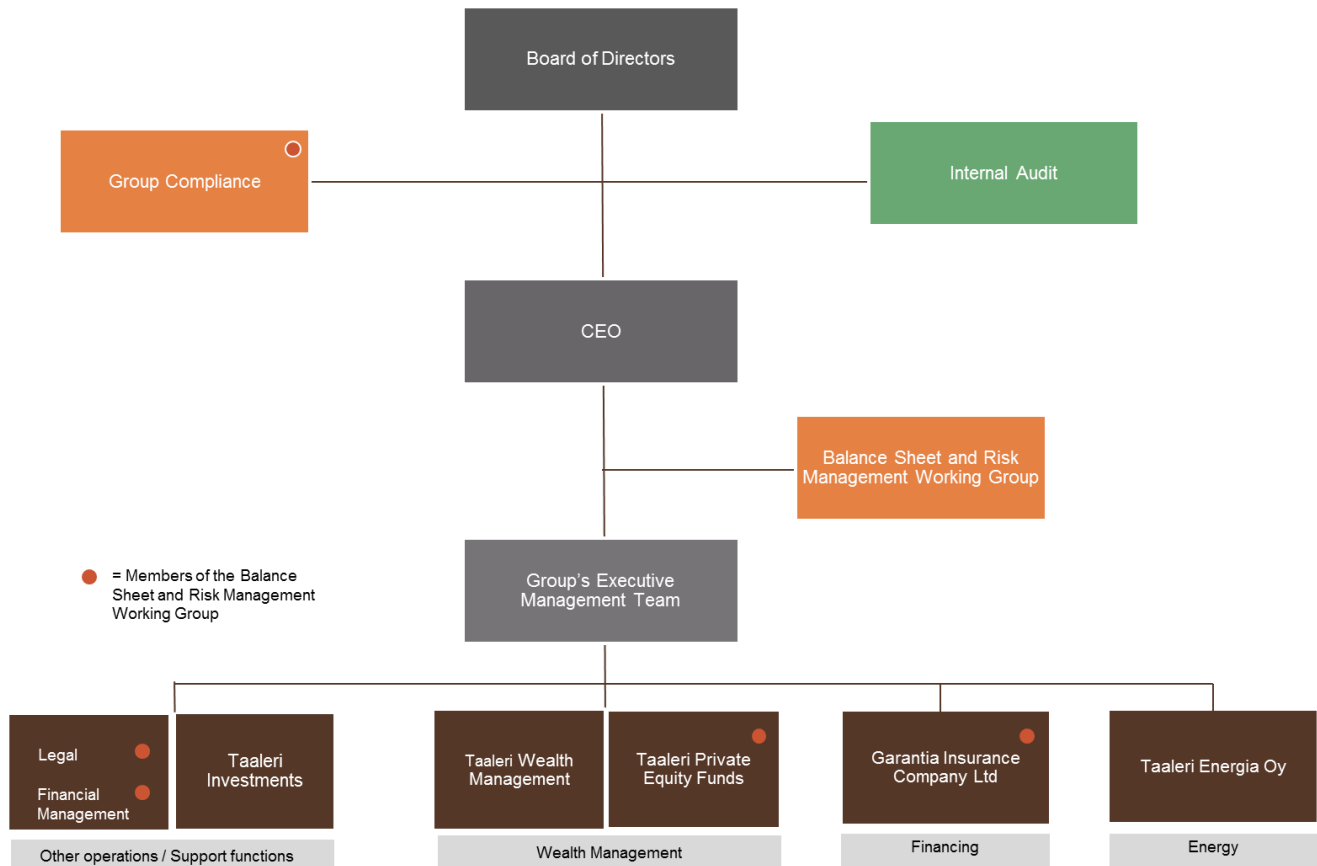 Board of Directors
Group Compliance
Internal Audit
CEO
Balance Sheet and Risk
Management Working Group
= Members of the Balance
Sheet and Risk Management
Working Group
Group's Executive
Management Team
Legal
Financial
Management
Taaleri
Investments
Taaleri Wealth
Management
Taaleri Private
Equity Funds
Garantia Insurance
Company Ltd
Taaleri Energia Oy
Other operations / Support functions
Wealth Management
Financing
Energy